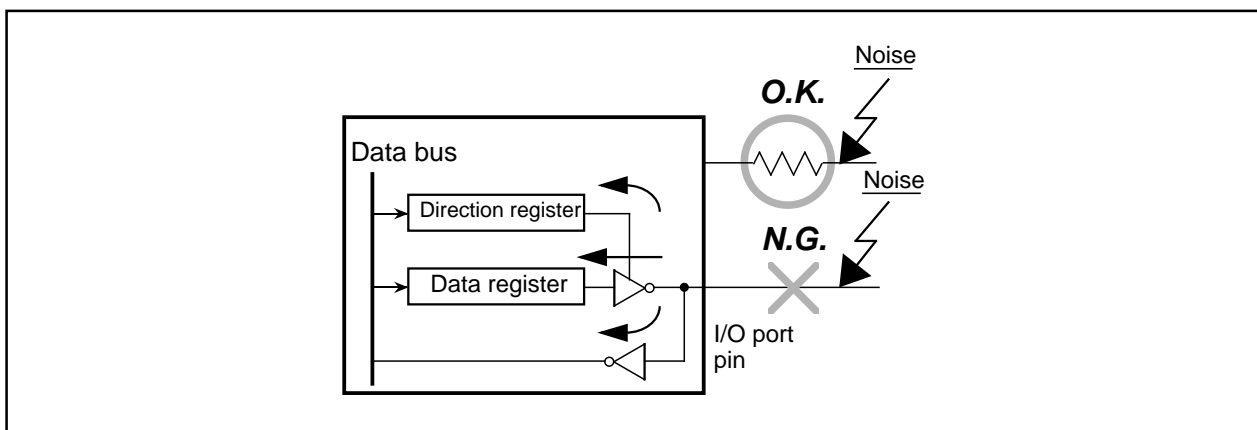 Noise
O.K.
Data bus
Noise
Direction register
N.G.
Data register
I/O port
pin